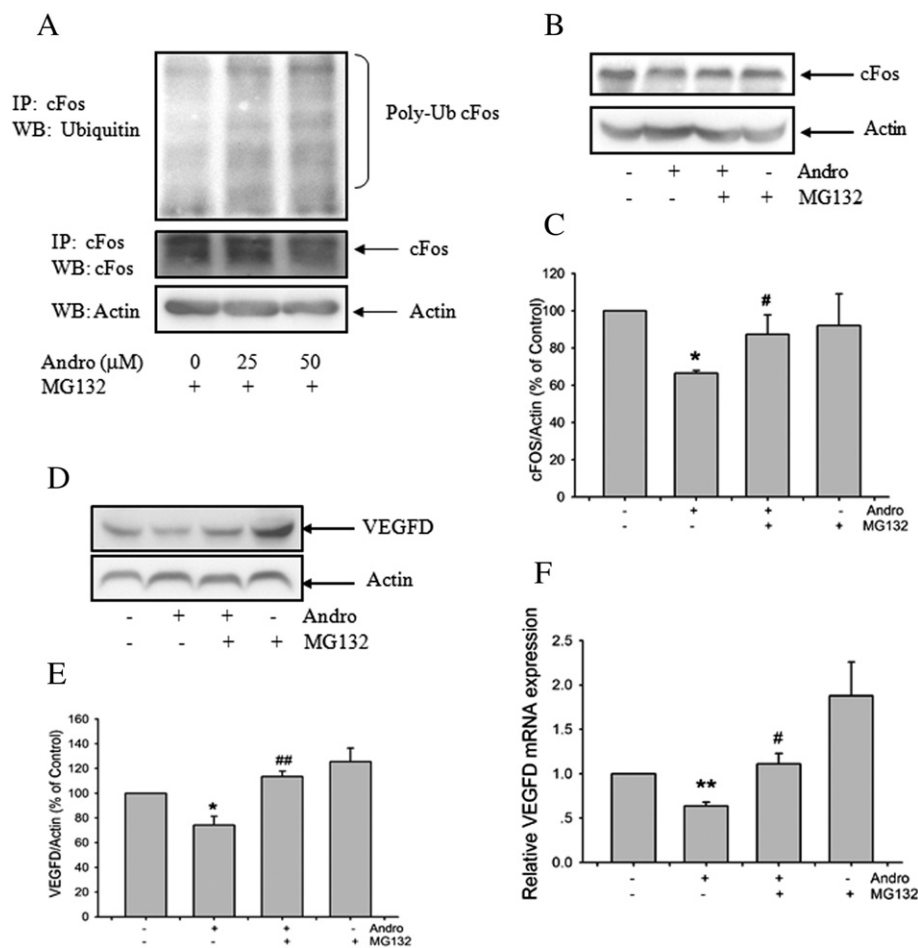 A
IP: cFos
WB: Ubiquitin
Poly-Ub cFos
IP: cFos
WB: cFos
cFos
WB: Actin
Actin
Andro (μM) 0 25 50
MG132 + + +
B
cFos
Actin
- + + - Andro
- - + + MG132
C
120
100
80
60
40
20
0
cFOS/Actin (% of Control)
*
#
- + + - Andro
- - + + MG132
D
VEGFD
Actin
- + + - Andro
- - + + MG132
E
160
140
120
100
80
60
40
20
0
VEGFD/Actin (% of Control)
*
##
- + + - Andro
- - + + MG132
F
2.5
2.0
1.5
1.0
.5
0.0
Relative VEGFD mRNA expression
**
#
- + + - Andro
- - + + MG132